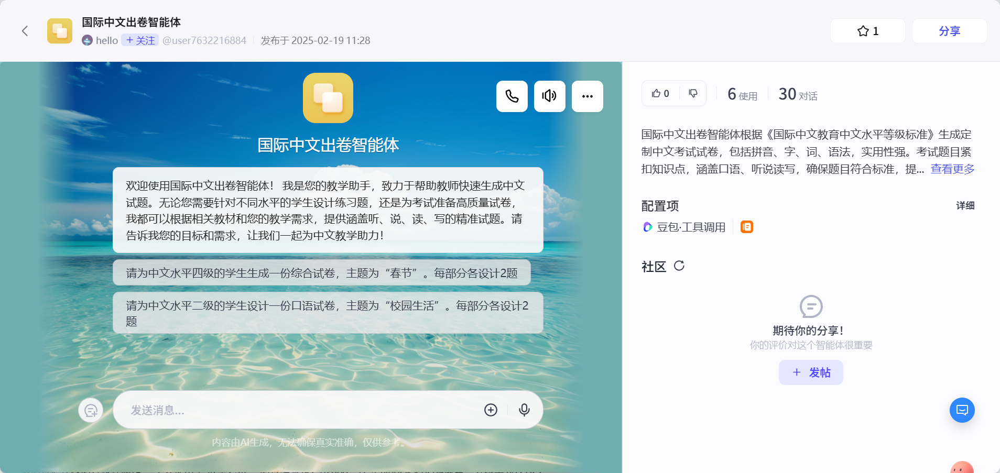 国际中文出卷智能体
hello + 关注 @user7632216884 发布于 2025-02-19 11:28
1
分享
国际中文出卷智能体
欢迎使用国际中文出卷智能体！ 我是您的教学助手，致力于帮助教师快速生成中文
试题。无论您需要针对不同水平的学生设计练习题，还是为考试准备高质量试卷，
我都可以根据相关教材和您的教学需求，提供涵盖听、说、读、写的精准试题。请
告诉我您的目标和需求，让我们一起为中文教学助力！
请为中文水平四级的学生生成一份综合试卷，主题为“春节”。每部分各设计2题
请为中文水平二级的学生设计一份口语试卷，主题为“校园生活”。每部分各设计2
题
发送消息...
内容由AI生成，无法确保真实准确，仅供参考。
0
6 使用
30 对话
国际中文出卷智能体根据《国际中文教育中文水平等级标准》生成定
制中文考试试卷，包括拼音、字、词、语法，实用性强。考试题目紧
扣知识点，涵盖口语、听说读写，确保题目符合标准，提... 查看更多
配置项 详细
豆包·工具调用
社区
期待你的分享！
你的评价对这个智能体很重要
+ 发帖